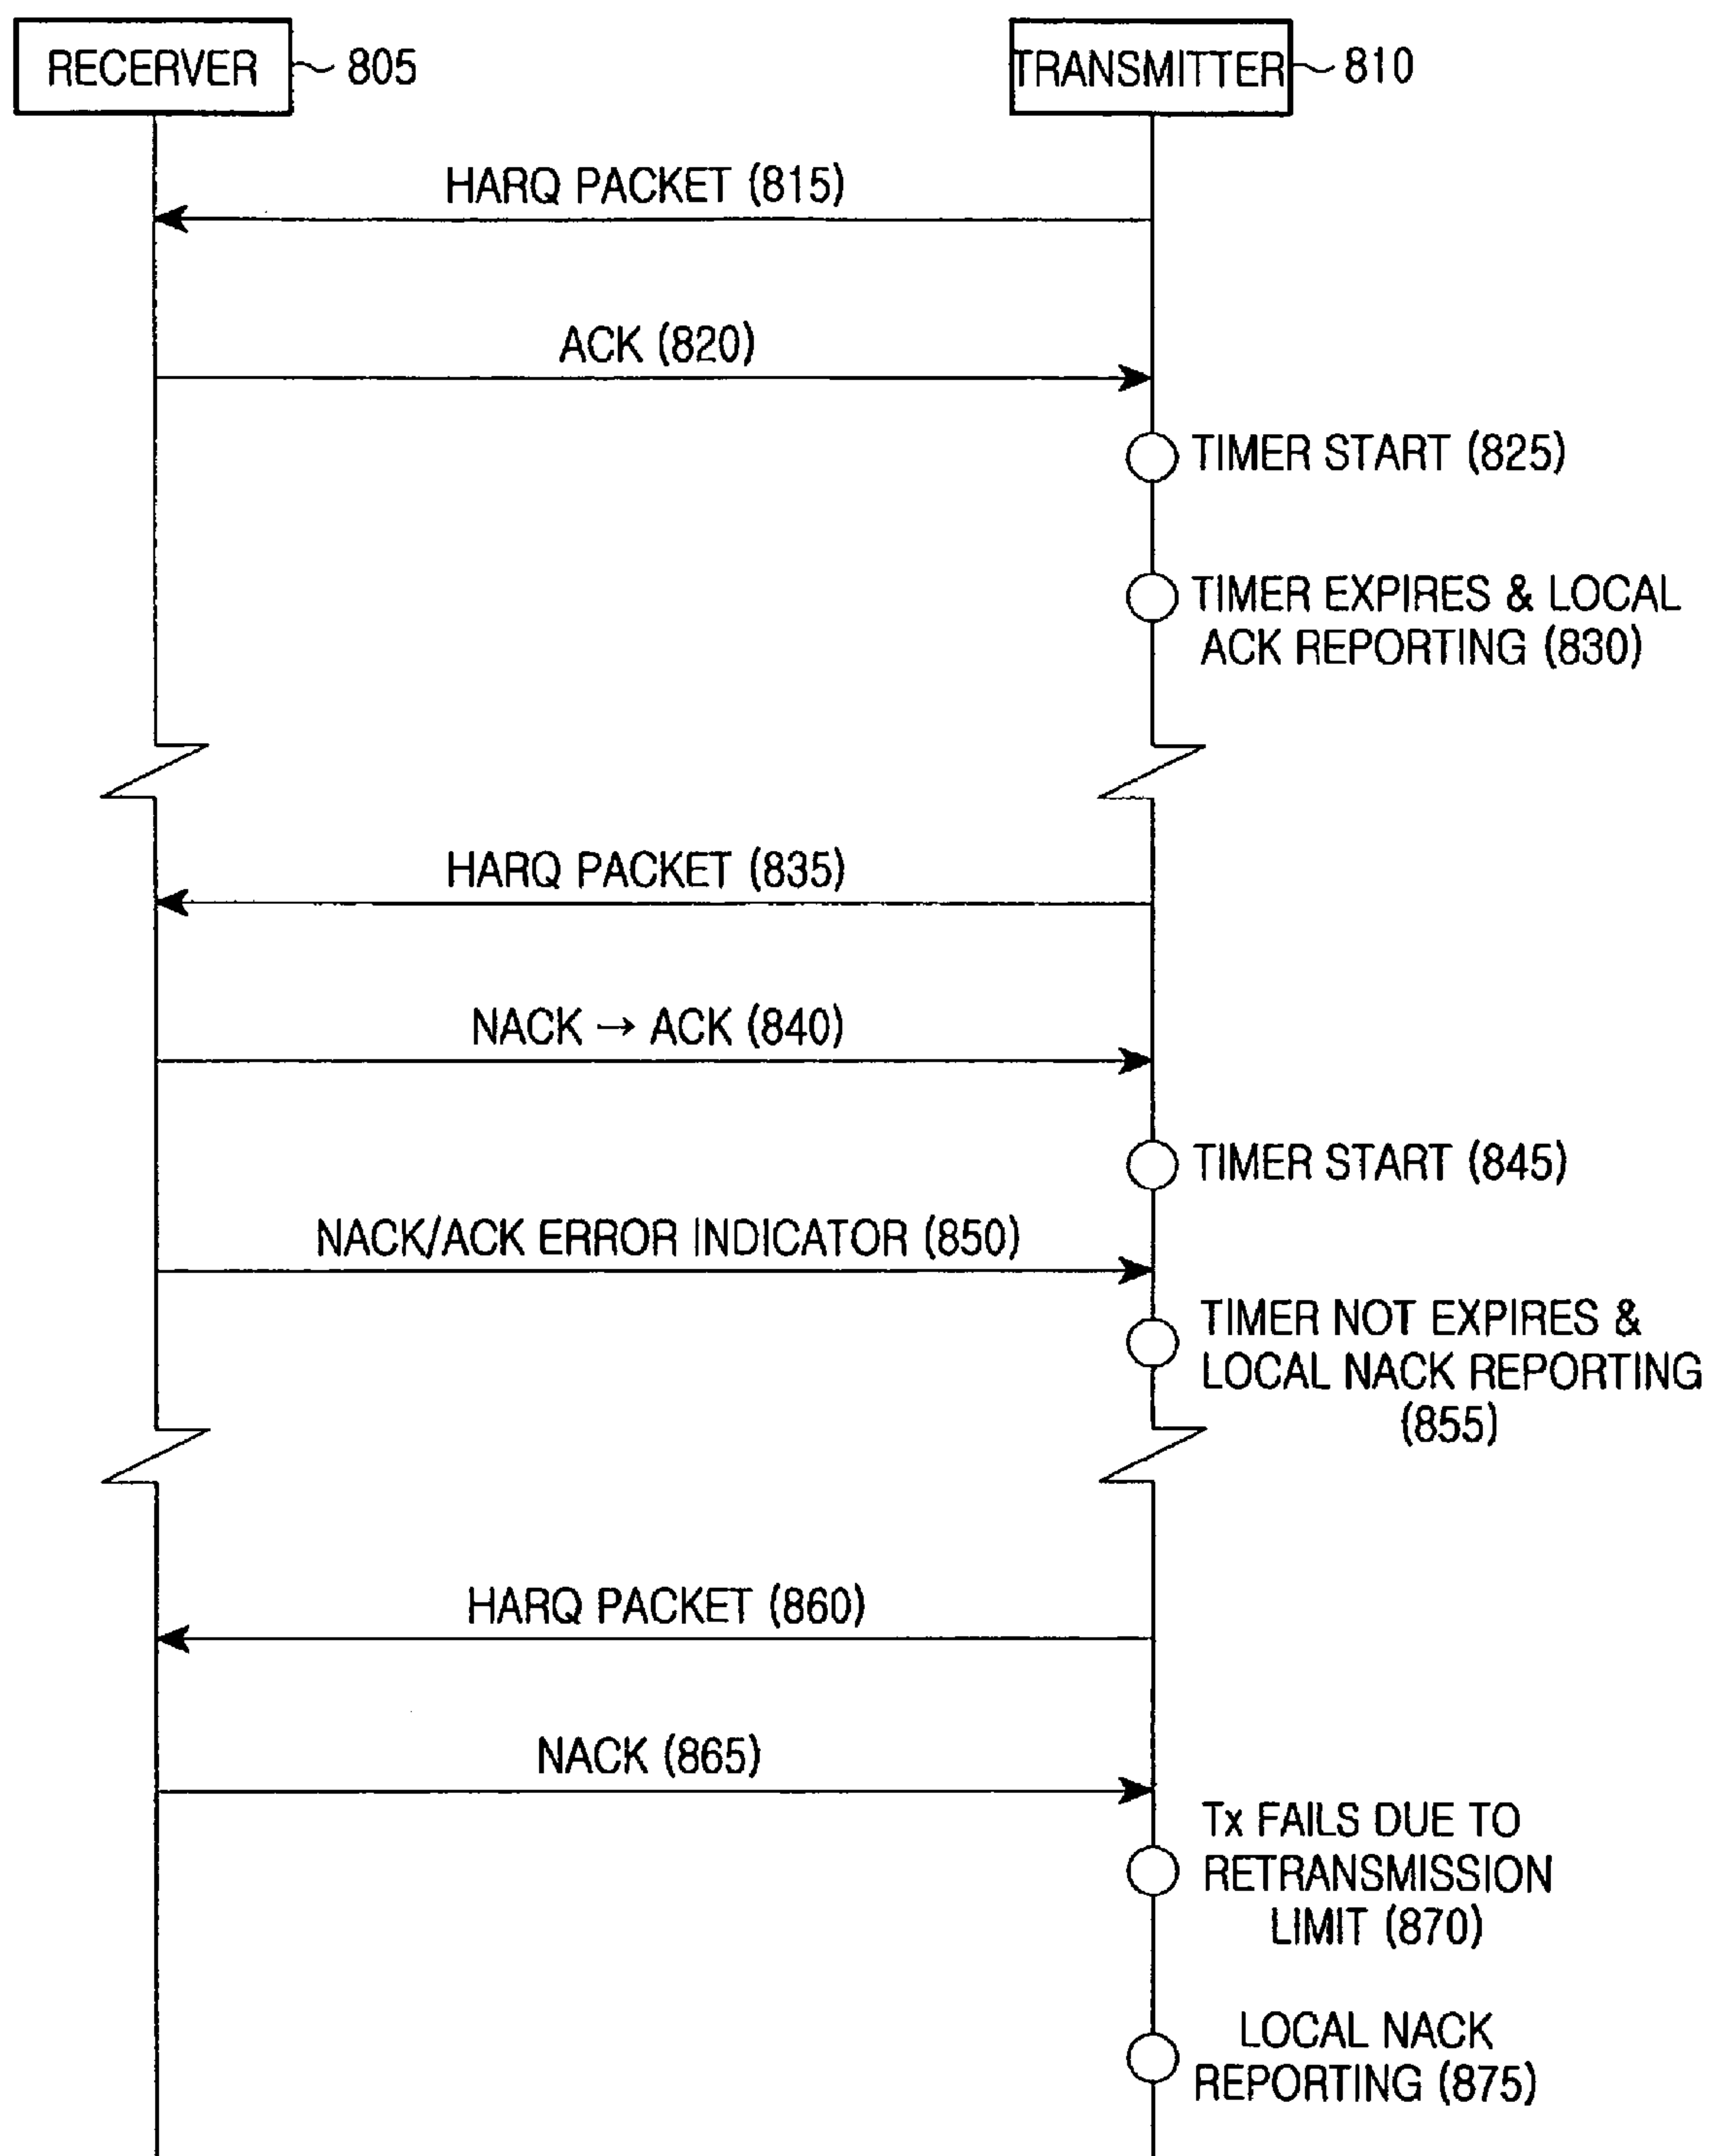 RECERVER
805
TRANSMITTER
810
HARQ PACKET (815)
ACK (820)
TIMER START (825)
TIMER EXPIRES & LOCAL
ACK REPORTING (830)
HARQ PACKET (835)
NACK → ACK (840)
TIMER START (845)
NACK/ACK ERROR INDICATOR (850)
TIMER NOT EXPIRES &
LOCAL NACK REPORTING
(855)
HARQ PACKET (860)
NACK (865)
Tx FAILS DUE TO
RETRANSMISSION
LIMIT (870)
LOCAL NACK
REPORTING (875)